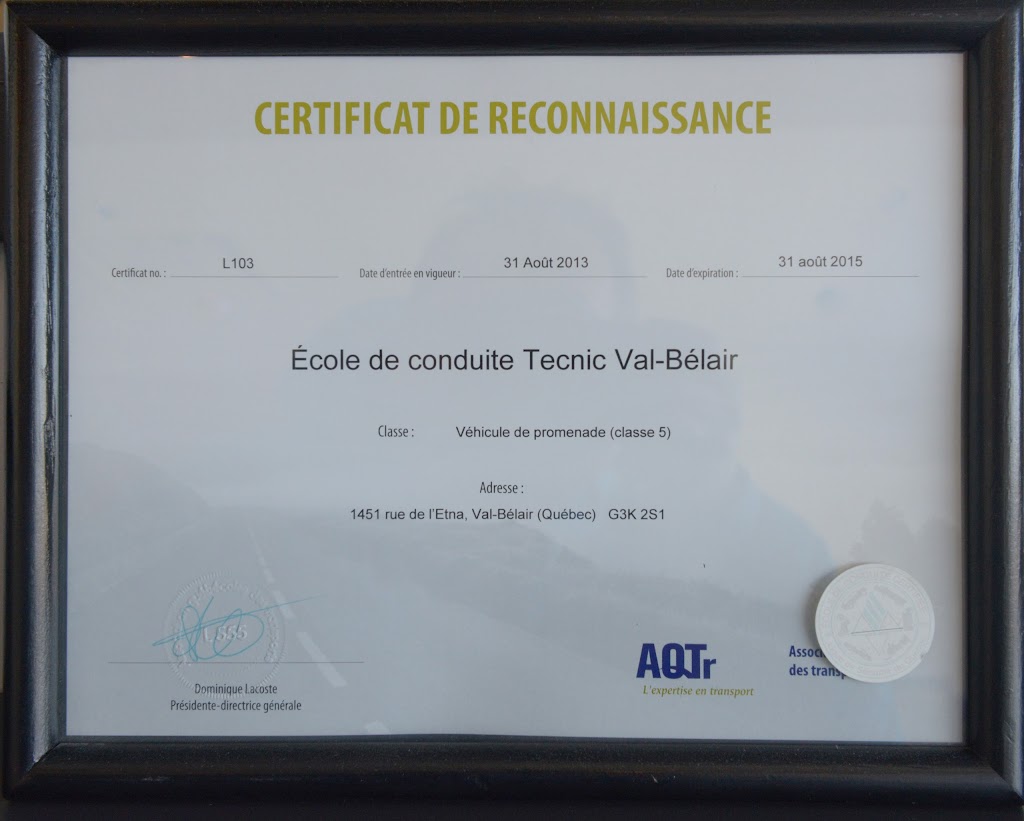 CERTIFICAT DE RECONNAISSANCE
Certificat no. : L103 Date d'entrée en vigueur : 31 Août 2013 Date d'expiration : 31 août 2015
École de conduite Tecnic Val-Bélair
Classe : Véhicule de promenade (classe 5)
Adresse :
1451 rue de l'Etna, Val-Bélair (Québec) G3K 2S1
Dominique Lacoste
Présidente-directrice générale
AQTr
L'expertise en transport
des